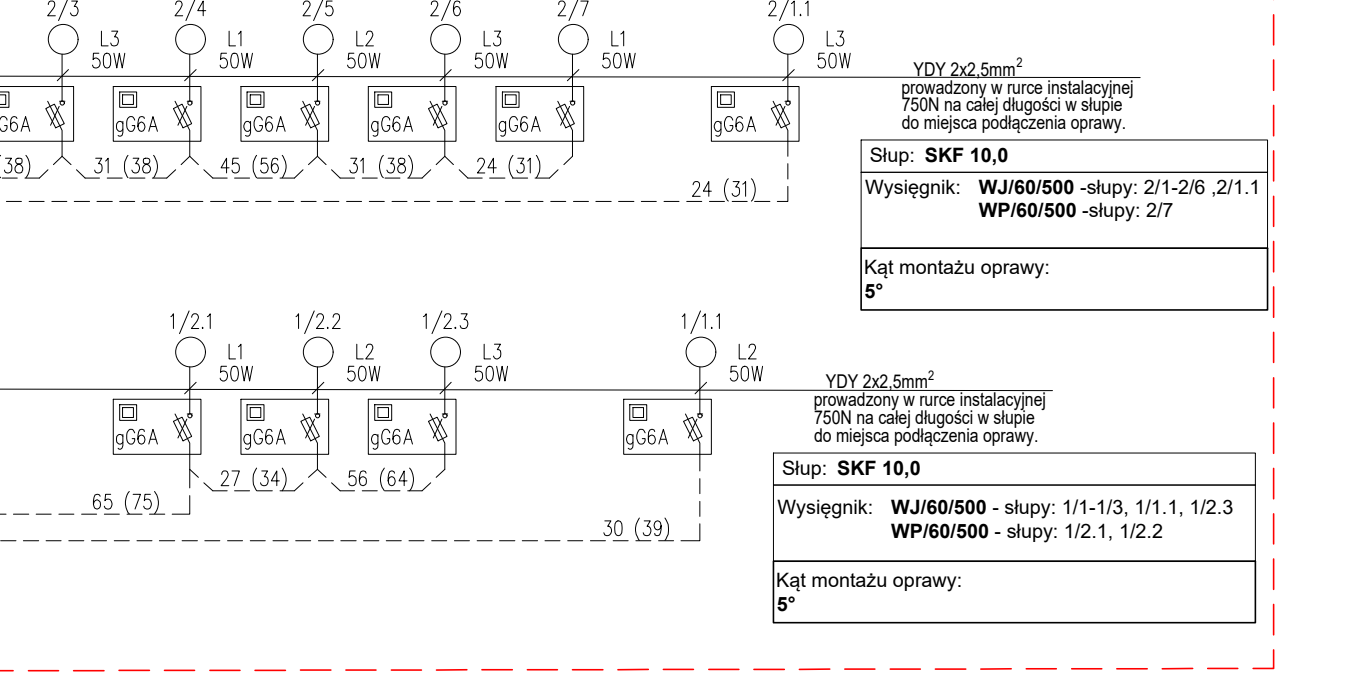 2/3 2/4 2/5 2/6 2/7 2/1.1
L3 L1 L2 L3 L1 L3
50W 50W 50W 50W 50W 50W
YDY 2x2,5mm²
prowadzony w rurce instalacyjnej
750N na całej długości w słupie
do miejsca podłączenia oprawy.
G6A gG6A gG6A gG6A gG6A gG6A
38) 31 (38) 45 (56) 31 (38) 24 (31)
24 (31)
Słup: SKF 10,0
Wysięgnik: WJ/60/500 -słupy: 2/1-2/6 ,2/1.1
WP/60/500 -słupy: 2/7
Kąt montażu oprawy:
5°
1/2.1 1/2.2 1/2.3 1/1.1
L1 L2 L3 L2
50W 50W 50W 50W
YDY 2x2,5mm²
prowadzony w rurce instalacyjnej
750N na całej długości w słupie
do miejsca podłączenia oprawy.
gG6A gG6A gG6A gG6A
27 (34) 56 (64)
65 (75)
30 (39)
Słup: SKF 10,0
Wysięgnik: WJ/60/500 - słupy: 1/1-1/3, 1/1.1, 1/2.3
WP/60/500 - słupy: 1/2.1, 1/2.2
Kąt montażu oprawy:
5°